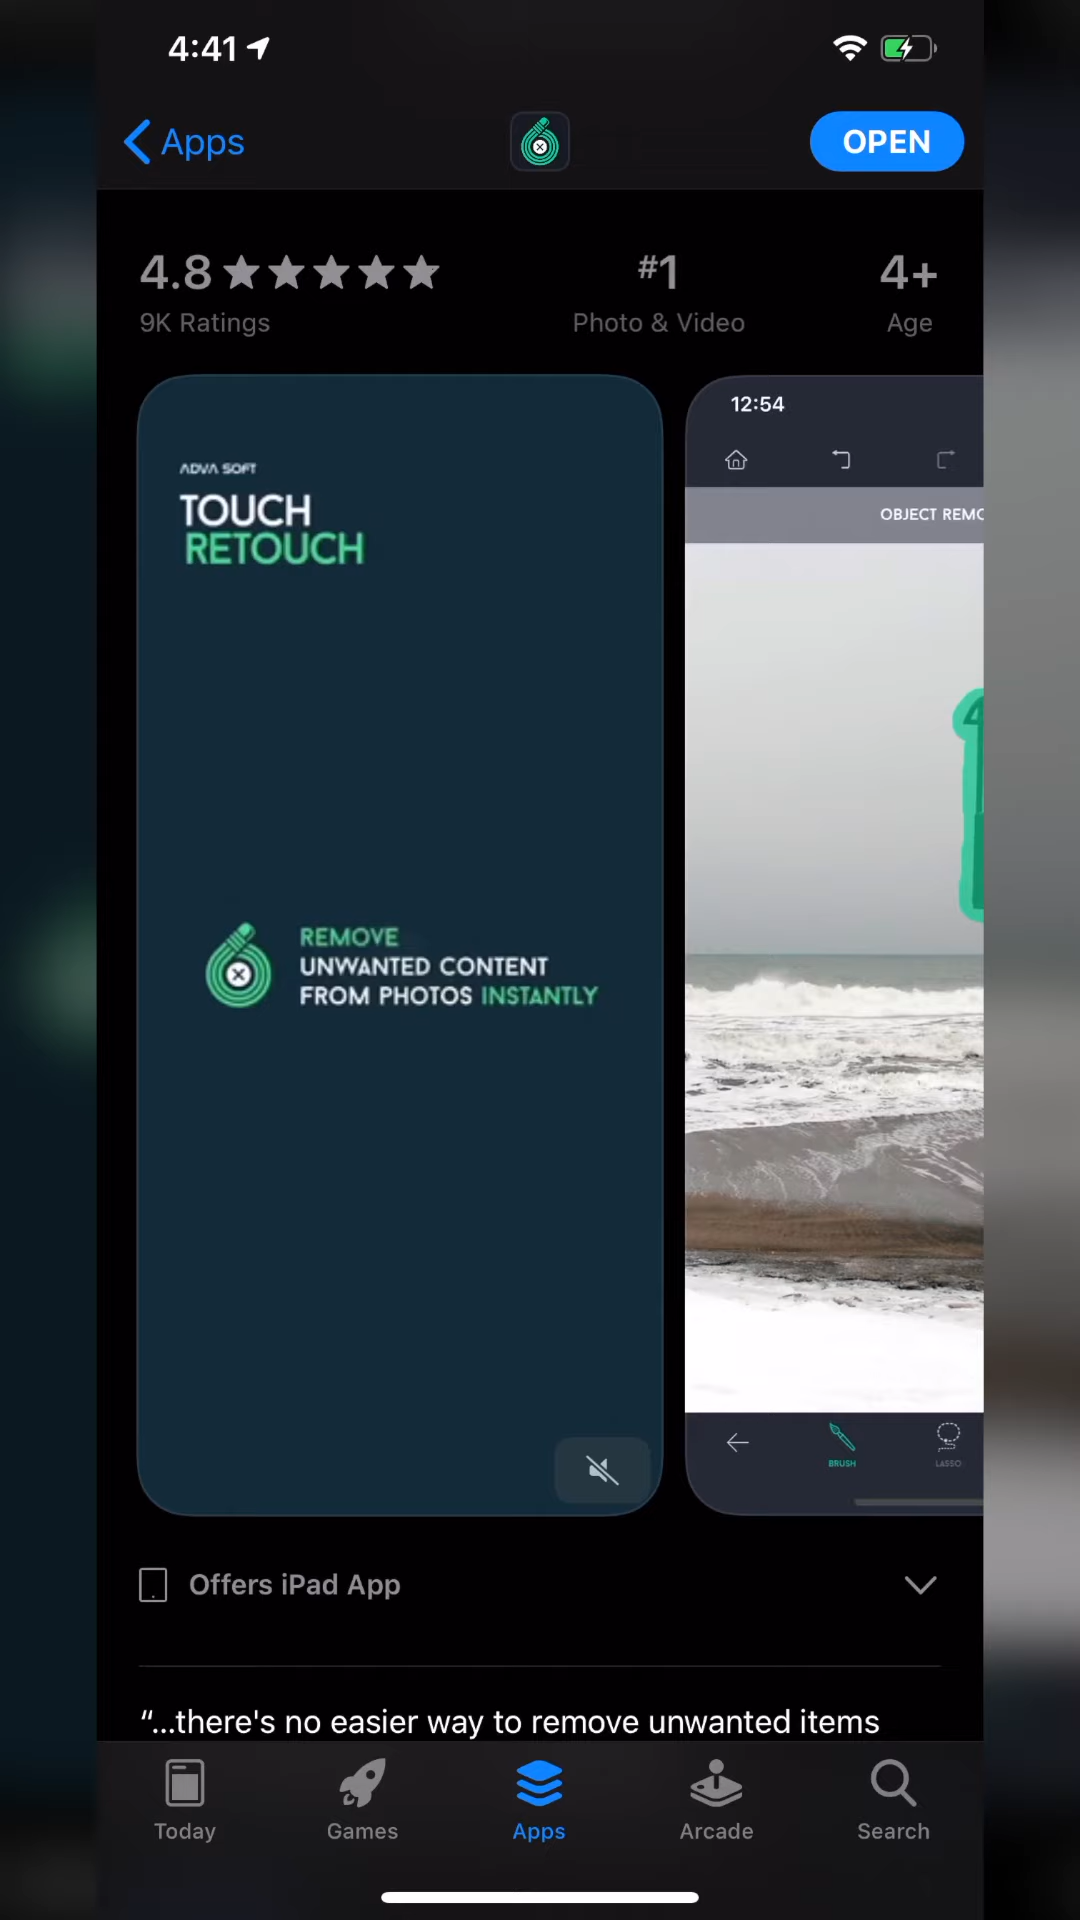 4:41
Apps
OPEN
4.8
#1
4+
9K Ratings
Photo & Video
Age
ADVA SOFT
TOUCH
RETOUCH
REMOVE
UNWANTED CONTENT
FROM PHOTOS INSTANTLY
12:54
OBJECT REMO
BRUSH
LASSO
Offers iPad App
“...there's no easier way to remove unwanted items
Today
Games
Apps
Arcade
Search